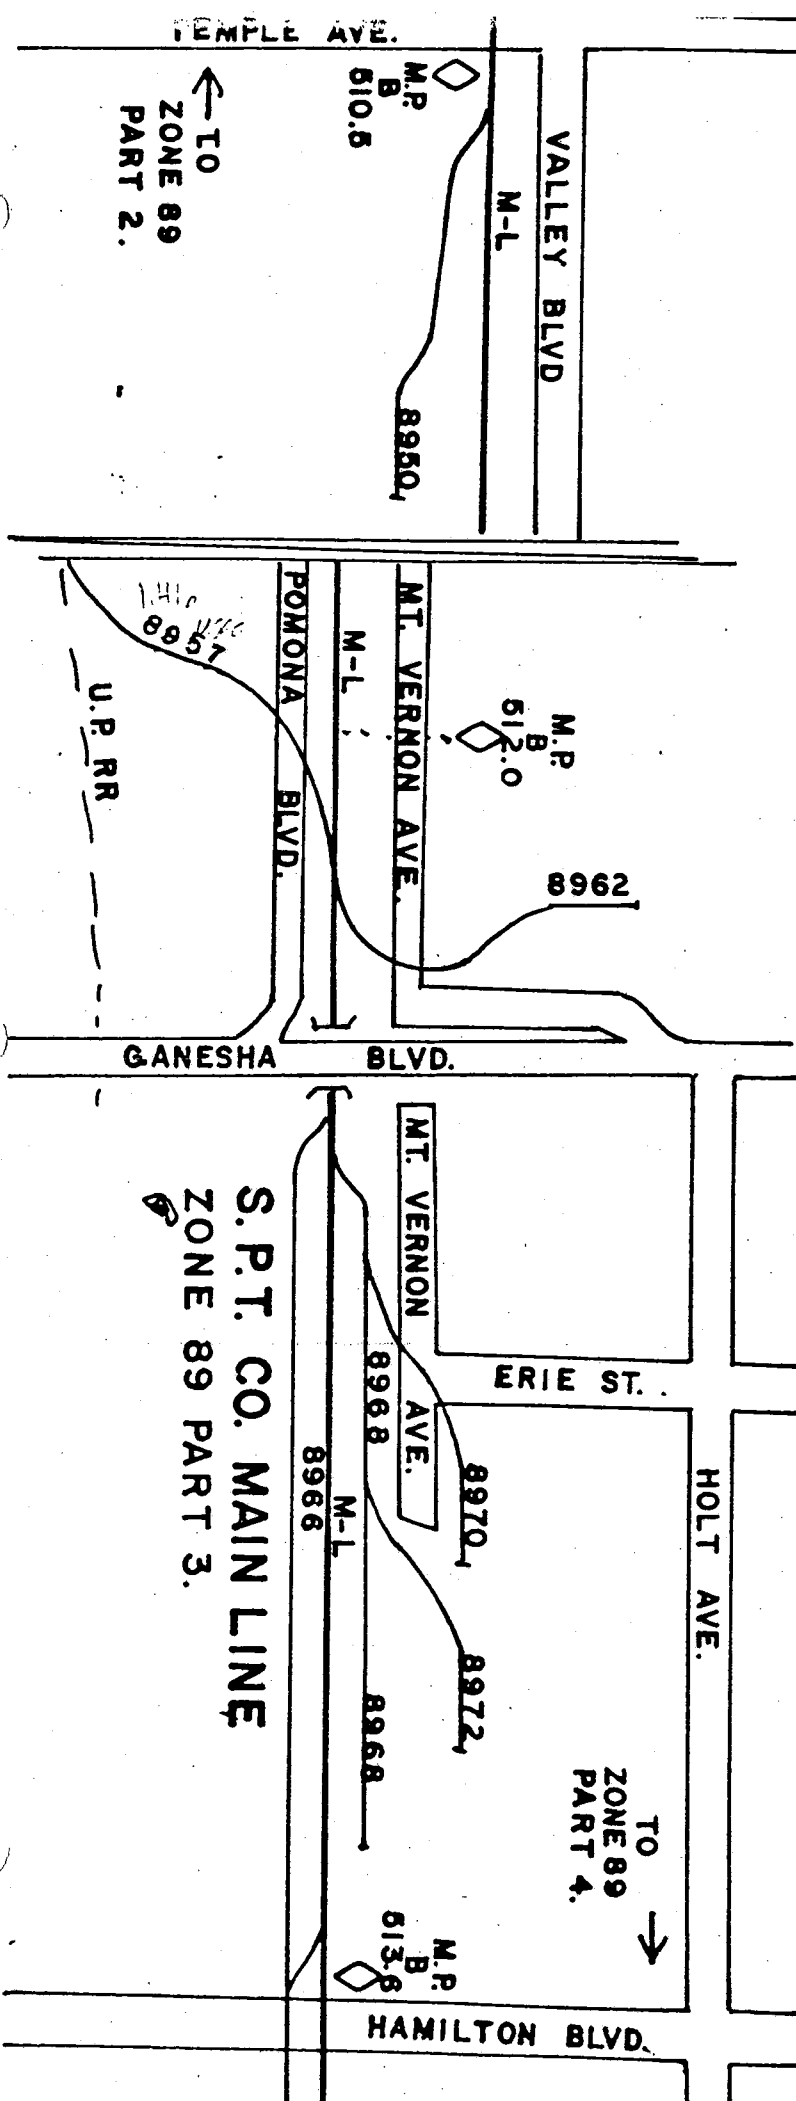 TEMPLE AVE.
M.P.
B
510.5
← TO
ZONE 89
PART 2.
VALLEY BLVD
M-L
8950
8957
POMONA BLVD.
M-L
MT. VERNON AVE.
M.P.
B
512.0
U.P. RR
8962
GANESHA BLVD.
MT. VERNON AVE.
S.P.T. CO. MAIN LINE
ZONE 89 PART 3.
ERIE ST.
8968
8966
M-L
8970
HOLT AVE.
8972
8968
TO
ZONE 89
PART 4.
→
M.P.
B
513.6
HAMILTON BLVD.